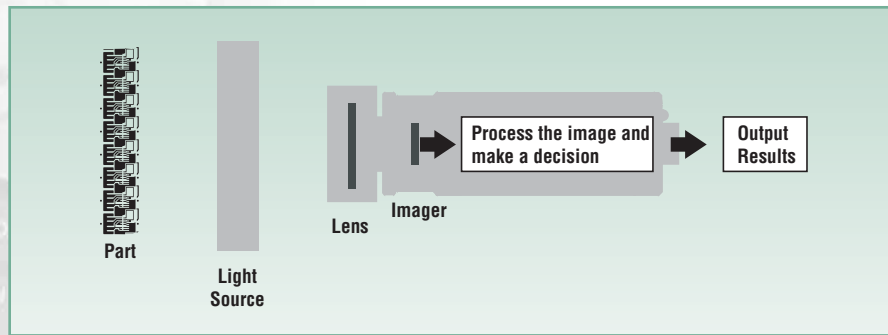 Process the image and
make a decision
Output
Results
Lens
Imager
Part
Light
Source